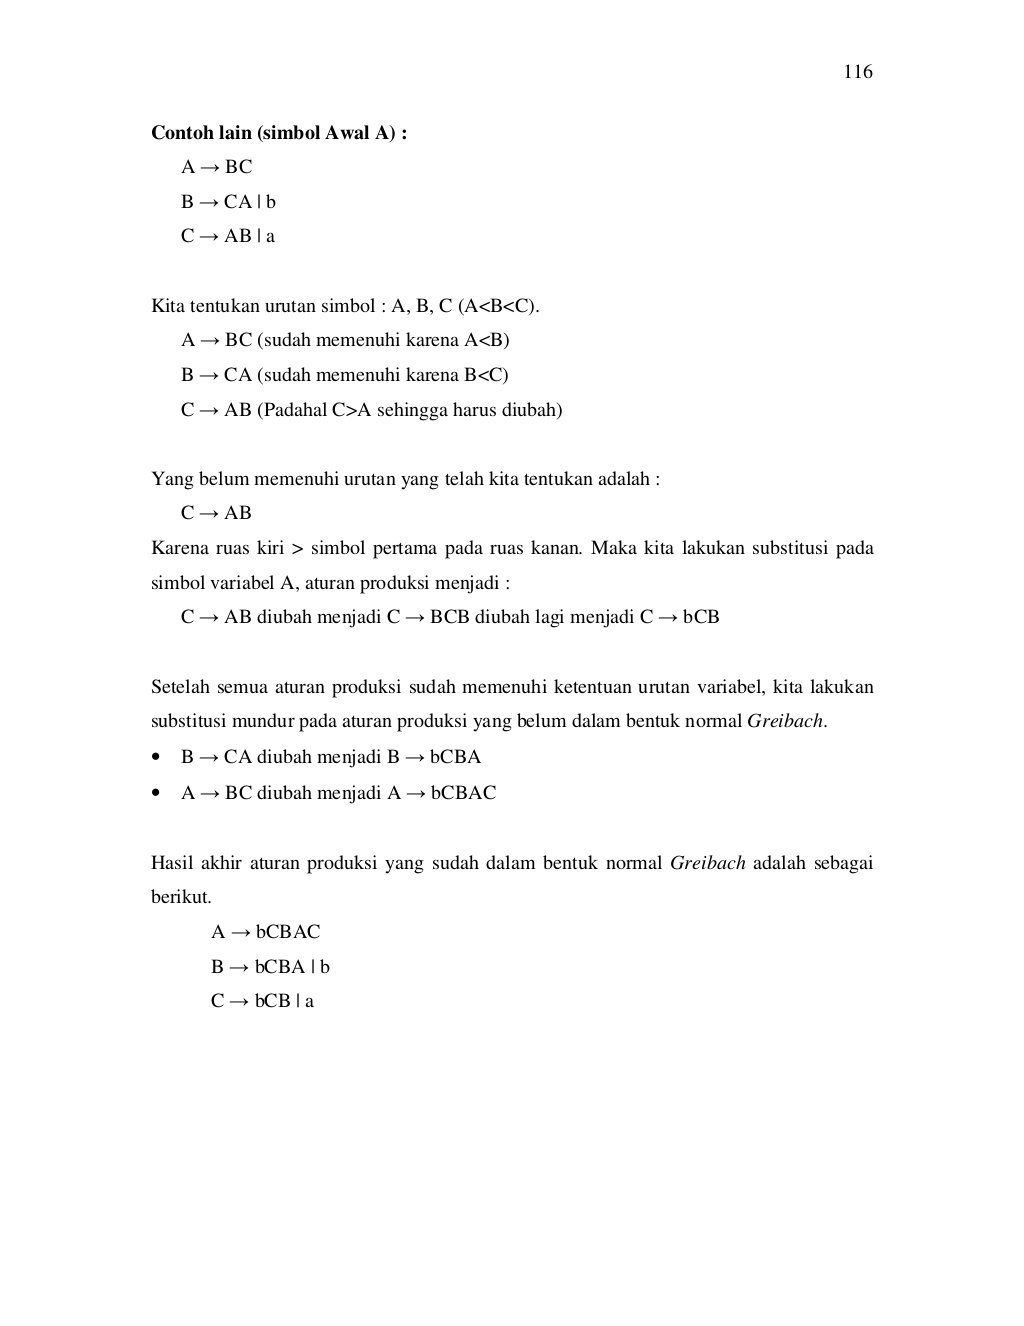 116
Contoh lain (simbol Awal A) :
A → BC
B → CA | b
C → AB | a
Kita tentukan urutan simbol : A, B, C (A<B<C).
A → BC (sudah memenuhi karena A<B)
B → CA (sudah memenuhi karena B<C)
C → AB (Padahal C>A sehingga harus diubah)
Yang belum memenuhi urutan yang telah kita tentukan adalah :
C → AB
Karena ruas kiri > simbol pertama pada ruas kanan. Maka kita lakukan substitusi pada
simbol variabel A, aturan produksi menjadi :
C → AB diubah menjadi C → BCB diubah lagi menjadi C → bCB
Setelah semua aturan produksi sudah memenuhi ketentuan urutan variabel, kita lakukan
substitusi mundur pada aturan produksi yang belum dalam bentuk normal Greibach.
• B → CA diubah menjadi B → bCBA
• A → BC diubah menjadi A → bCBAC
Hasil akhir aturan produksi yang sudah dalam bentuk normal Greibach adalah sebagai
berikut.
A → bCBAC
B → bCBA | b
C → bCB | a